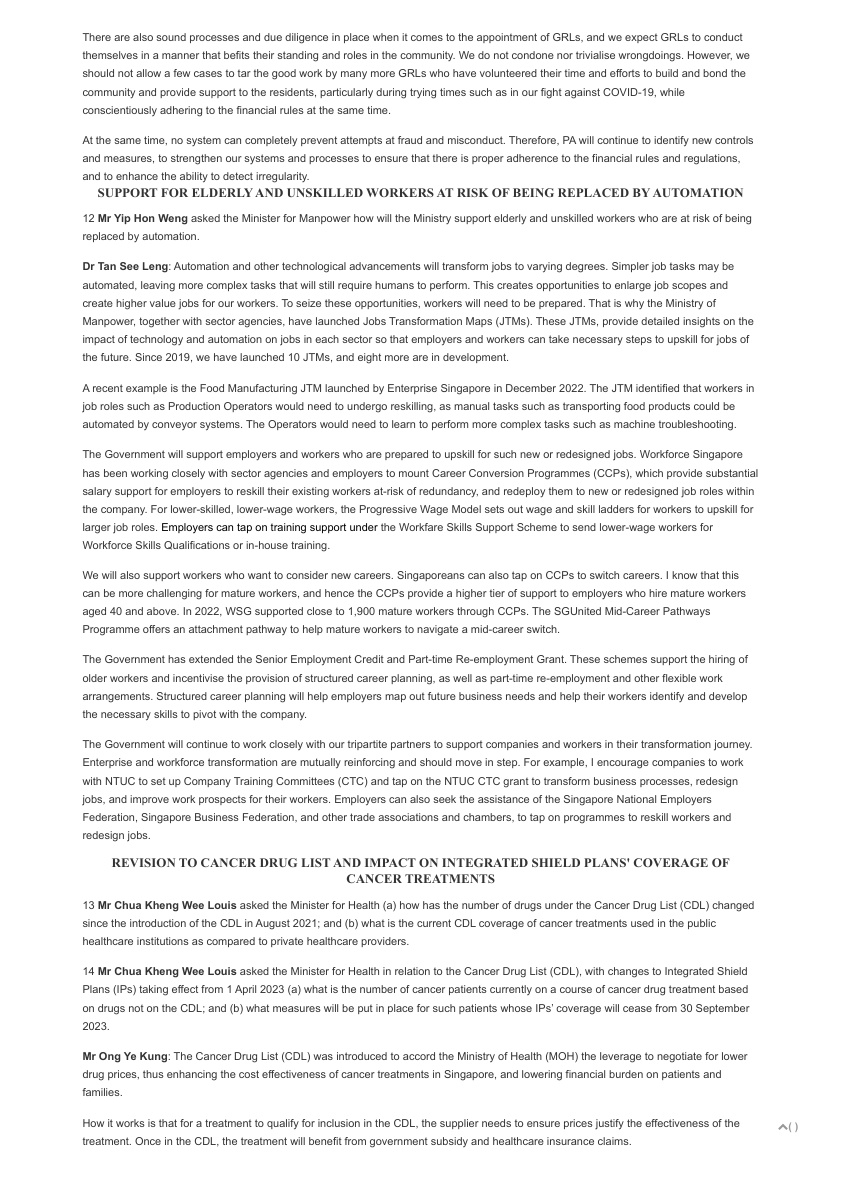 There are also sound processes and due diligence in place when it comes to the appointment of GRLs, and we expect GRLs to conduct
themselves in a manner that befits their standing and roles in the community. We do not condone nor trivialise wrongdoings. However, we
should not allow a few cases to tar the good work by many more GRLs who have volunteered their time and efforts to build and bond the
community and provide support to the residents, particularly during trying times such as in our fight against COVID-19, while
conscientiously adhering to the financial rules at the same time.
At the same time, no system can completely prevent attempts at fraud and misconduct. Therefore, PA will continue to identify new controls
and measures, to strengthen our systems and processes to ensure that there is proper adherence to the financial rules and regulations,
and to enhance the ability to detect irregularity.
SUPPORT FOR ELDERLY AND UNSKILLED WORKERS AT RISK OF BEING REPLACED BY AUTOMATION
12 Mr Yip Hon Weng asked the Minister for Manpower how will the Ministry support elderly and unskilled workers who are at risk of being
replaced by automation.
Dr Tan See Leng: Automation and other technological advancements will transform jobs to varying degrees. Simpler job tasks may be
automated, leaving more complex tasks that will still require humans to perform. This creates opportunities to enlarge job scopes and
create higher value jobs for our workers. To seize these opportunities, workers will need to be prepared. That is why the Ministry of
Manpower, together with sector agencies, have launched Jobs Transformation Maps (JTMs). These JTMs, provide detailed insights on the
impact of technology and automation on jobs in each sector so that employers and workers can take necessary steps to upskill for jobs of
the future. Since 2019, we have launched 10 JTMs, and eight more are in development.
A recent example is the Food Manufacturing JTM launched by Enterprise Singapore in December 2022. The JTM identified that workers in
job roles such as Production Operators would need to undergo reskilling, as manual tasks such as transporting food products could be
automated by conveyor systems. The Operators would need to learn to perform more complex tasks such as machine troubleshooting.
The Government will support employers and workers who are prepared to upskill for such new or redesigned jobs. Workforce Singapore
has been working closely with sector agencies and employers to mount Career Conversion Programmes (CCPs), which provide substantial
salary support for employers to reskill their existing workers at-risk of redundancy, and redeploy them to new or redesigned job roles within
the company. For lower-skilled, lower-wage workers, the Progressive Wage Model sets out wage and skill ladders for workers to upskill for
larger job roles. Employers can tap on training support under the Workfare Skills Support Scheme to send lower-wage workers for
Workforce Skills Qualifications or in-house training.
We will also support workers who want to consider new careers. Singaporeans can also tap on CCPs to switch careers. I know that this
can be more challenging for mature workers, and hence the CCPs provide a higher tier of support to employers who hire mature workers
aged 40 and above. In 2022, WSG supported close to 1,900 mature workers through CCPs. The SGUnited Mid-Career Pathways
Programme offers an attachment pathway to help mature workers to navigate a mid-career switch.
The Government has extended the Senior Employment Credit and Part-time Re-employment Grant. These schemes support the hiring of
older workers and incentivise the provision of structured career planning, as well as part-time re-employment and other flexible work
arrangements. Structured career planning will help employers map out future business needs and help their workers identify and develop
the necessary skills to pivot with the company.
The Government will continue to work closely with our tripartite partners to support companies and workers in their transformation journey.
Enterprise and workforce transformation are mutually reinforcing and should move in step. For example, I encourage companies to work
with NTUC to set up Company Training Committees (CTC) and tap on the NTUC CTC grant to transform business processes, redesign
jobs, and improve work prospects for their workers. Employers can also seek the assistance of the Singapore National Employers
Federation, Singapore Business Federation, and other trade associations and chambers, to tap on programmes to reskill workers and
redesign jobs.
REVISION TO CANCER DRUG LIST AND IMPACT ON INTEGRATED SHIELD PLANS' COVERAGE OF
CANCER TREATMENTS
13 Mr Chua Kheng Wee Louis asked the Minister for Health (a) how has the number of drugs under the Cancer Drug List (CDL) changed
since the introduction of the CDL in August 2021; and (b) what is the current CDL coverage of cancer treatments used in the public
healthcare institutions as compared to private healthcare providers.
14 Mr Chua Kheng Wee Louis asked the Minister for Health in relation to the Cancer Drug List (CDL), with changes to Integrated Shield
Plans (IPs) taking effect from 1 April 2023 (a) what is the number of cancer patients currently on a course of cancer drug treatment based
on drugs not on the CDL; and (b) what measures will be put in place for such patients whose IPs' coverage will cease from 30 September
2023.
Mr Ong Ye Kung: The Cancer Drug List (CDL) was introduced to accord the Ministry of Health (MOH) the leverage to negotiate for lower
drug prices, thus enhancing the cost effectiveness of cancer treatments in Singapore, and lowering financial burden on patients and
families.
How it works is that for a treatment to qualify for inclusion in the CDL, the supplier needs to ensure prices justify the effectiveness of the
treatment. Once in the CDL, the treatment will benefit from government subsidy and healthcare insurance claims.
( )